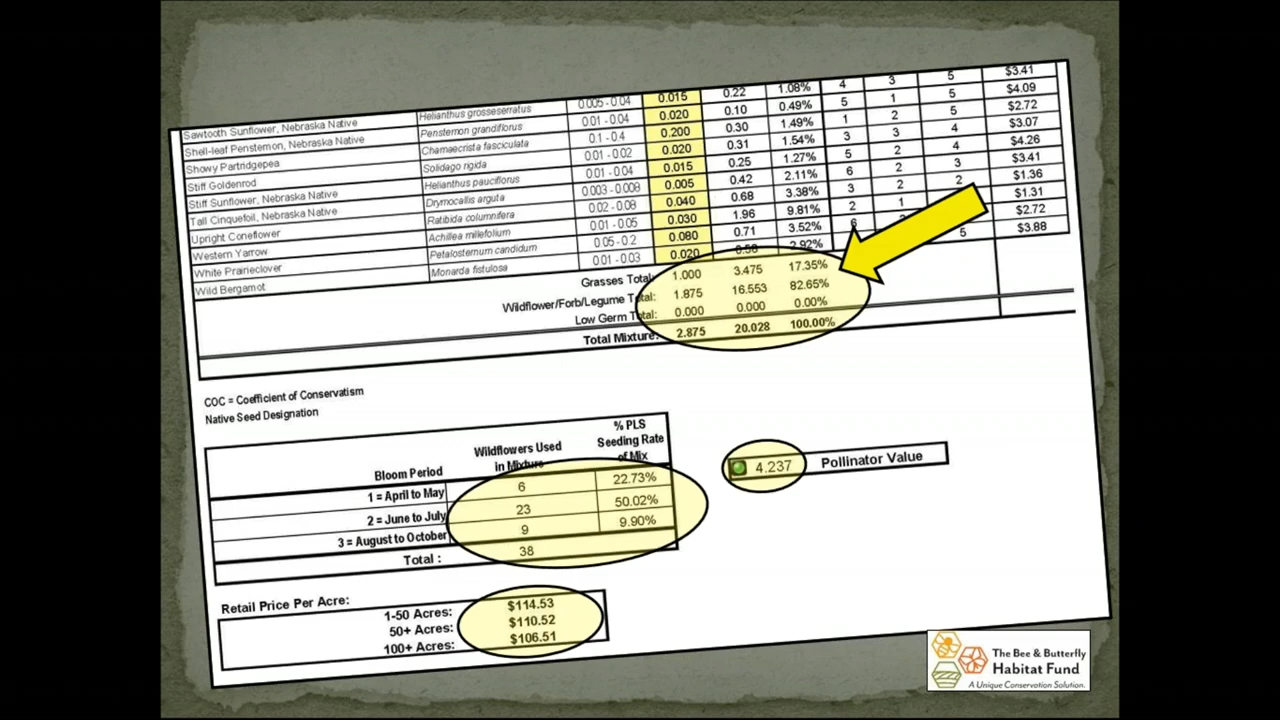 Sawtooth Sunflower, Nebraska Native Helianthus grosseserratus 0.005 - 0.04 0.015 0.22 1.08% 4 3 5 $3.41
Shell-leaf Penstemon, Nebraska Native Penstemon grandiflorus 0.01 - 0.04 0.020 0.10 0.49% 5 1 5 $4.09
Showy Partridgepea Chamaecrista fasciculata 0.1 - 0.4 0.200 0.30 1.49% 1 2 5 $2.72
Stiff Goldenrod Solidago rigida 0.01 - 0.02 0.020 0.31 1.54% 3 3 4 $3.07
Stiff Sunflower, Nebraska Native Helianthus pauciflorus 0.01 - 0.04 0.015 0.25 1.27% 5 2 4 $4.26
Tall Cinquefoil, Nebraska Native Drymocallis arguta 0.003 - 0.008 0.005 0.42 2.11% 6 2 3 $3.41
Upright Coneflower Ratibida columnifera 0.02 - 0.08 0.040 0.68 3.38% 3 2 2 $1.36
Western Yarrow Achillea millefolium 0.01 - 0.05 0.030 1.96 9.81% 2 1 $1.31
White Prairieclover Petalosternum candidum 0.05 - 0.2 0.080 0.71 3.52% 6 $2.72
Wild Bergamot Monarda fistulosa 0.01 - 0.03 0.020 2.92% 5 $3.88
Grasses Total: 1.000 3.475 17.35%
Wildflower/Forb/Legume Total: 1.875 16.553 82.65%
Low Germ Total: 0.000 0.000 0.00%
Total Mixture: 2.875 20.028 100.00%
COC = Coefficient of Conservatism
Native Seed Designation
Bloom Period Wildflowers Used in Mixture % PLS Seeding Rate of Mix
1 = April to May 6 22.73%
2 = June to July 23 50.02%
3 = August to October 9 9.90%
Total : 38
4.237 Pollinator Value
Retail Price Per Acre:
1-50 Acres: $114.53
50+ Acres: $110.52
100+ Acres: $106.51
The Bee & Butterfly
Habitat Fund
A Unique Conservation Solution.